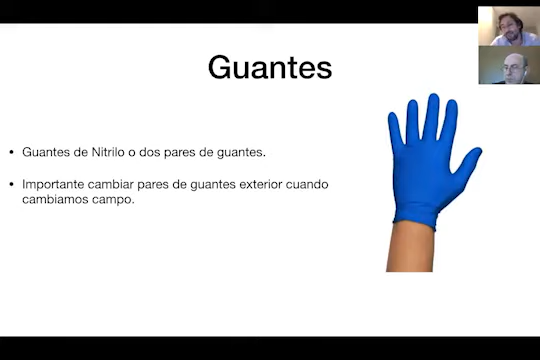 Guantes
• Guantes de Nitrilo o dos pares de guantes.
• Importante cambiar pares de guantes exterior cuando
cambiamos campo.